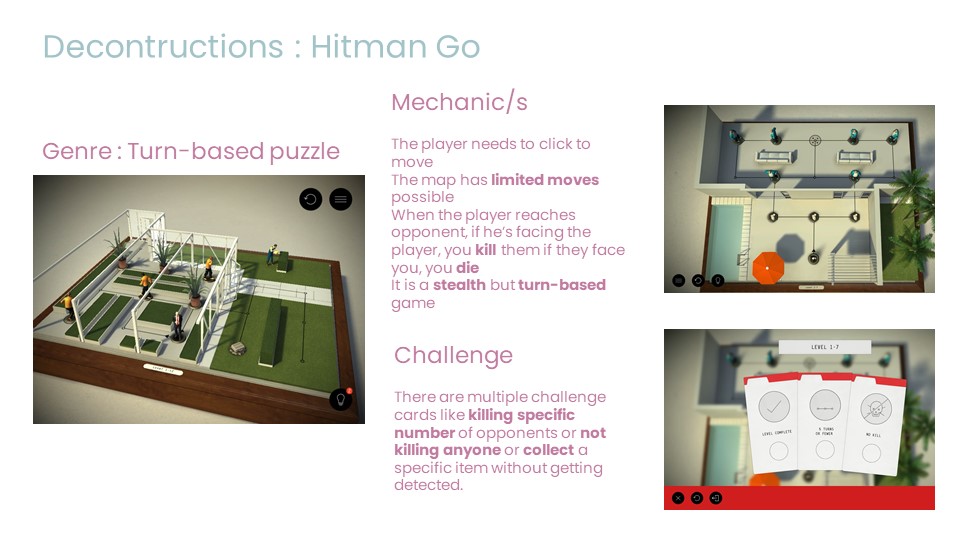 Decontructions : Hitman Go
Genre : Turn-based puzzle
Mechanic/s
The player needs to click to
move
The map has limited moves
possible
When the player reaches
opponent, if he's facing the
player, you kill them if they face
you, you die
It is a stealth but turn-based
game
Challenge
There are multiple challenge
cards like killing specific
number of opponents or not
killing anyone or collect a
specific item without getting
detected.
LEVEL 1-7
LEVEL COMPLETE
OR FEWER
NO KILL